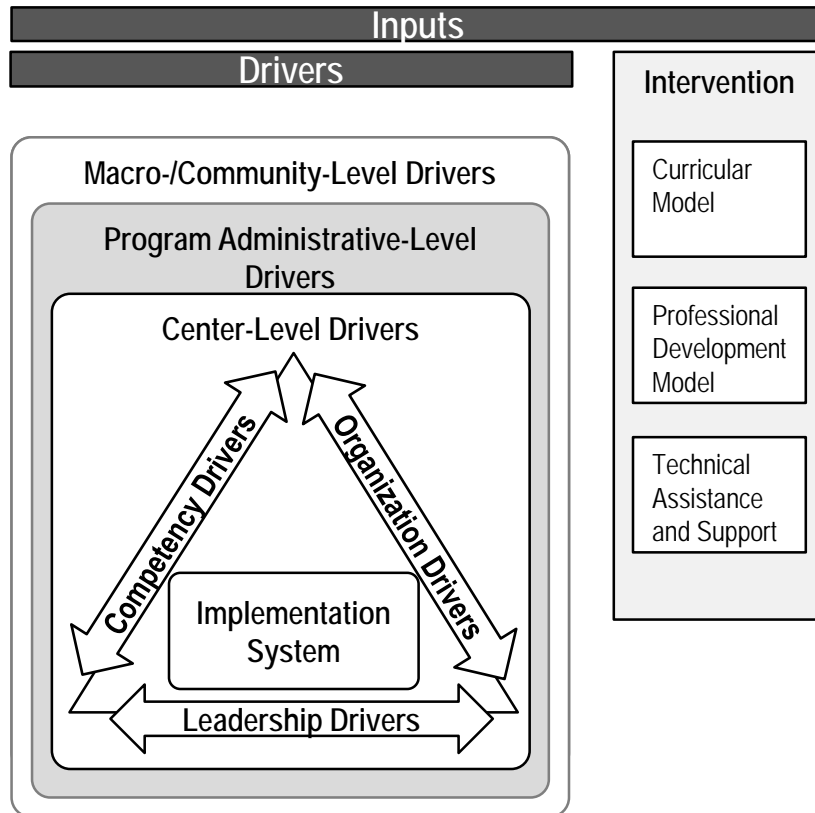 Inputs
Drivers
Macro-/Community-Level Drivers
Program Administrative-Level
Drivers
Center-Level Drivers
Competency Drivers
Organization Drivers
Implementation
System
Leadership Drivers
Intervention
Curricular
Model
Professional
Development
Model
Technical
Assistance
and Support